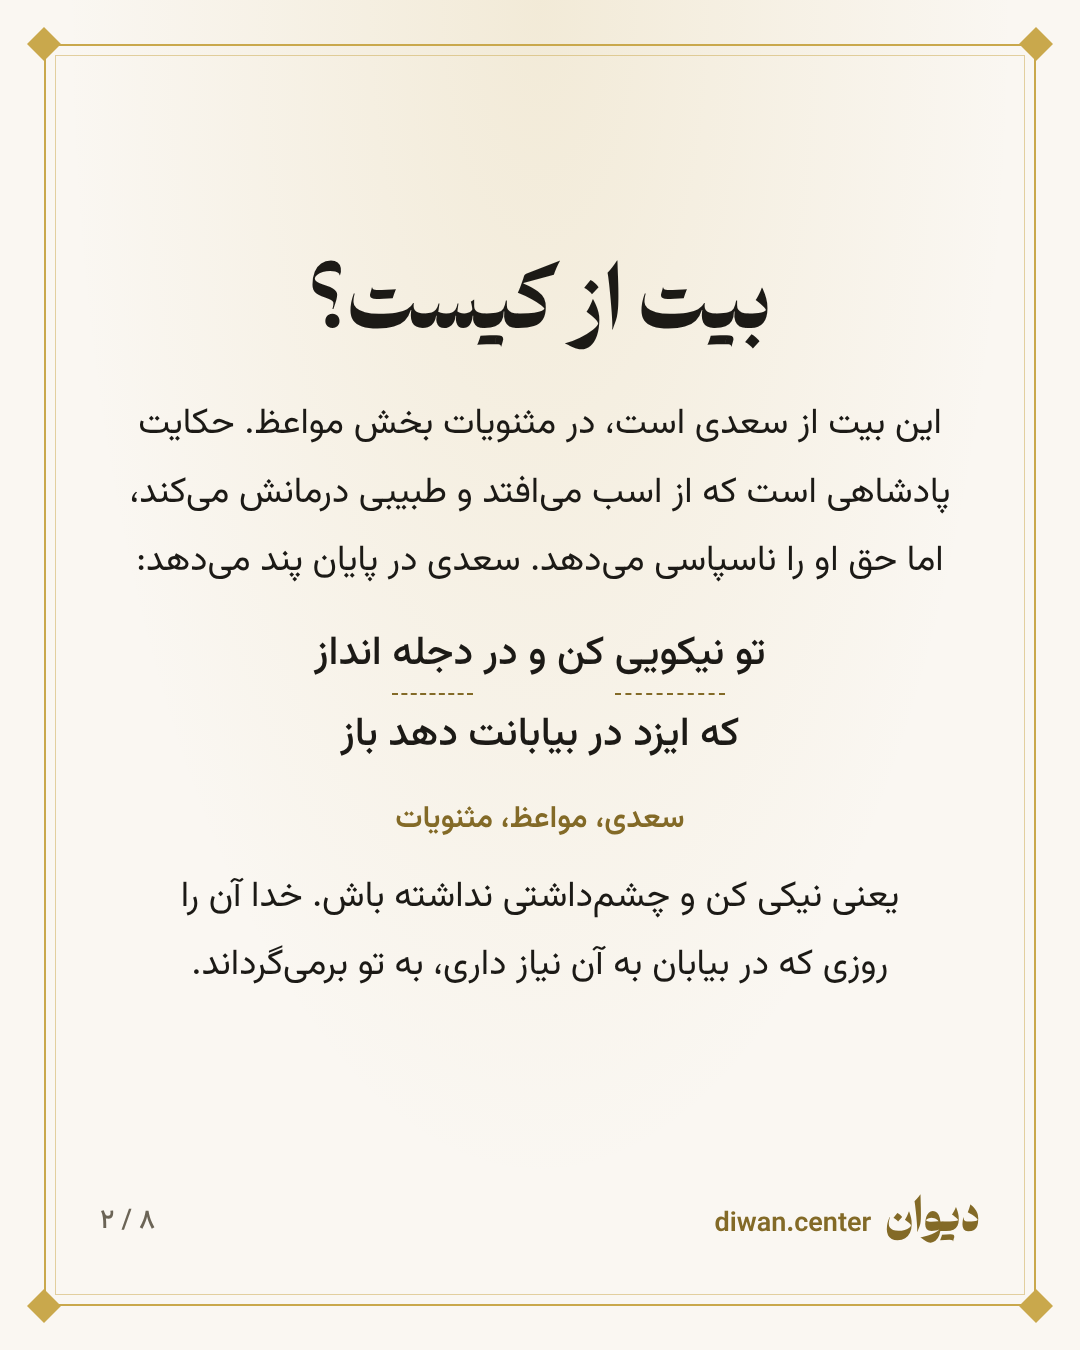 بیت از کیست؟
این بیت از سعدی است، در مثنویات بخش مواعظ. حکایت
پادشاهی است که از اسب می‌افتد و طبیبی درمانش می‌کند،
اما حق او را ناسپاسی می‌دهد. سعدی در پایان پند می‌دهد:
تو نیکویی کن و در دجله انداز
که ایزد در بیابانت دهد باز
سعدی، مواعظ، مثنویات
یعنی نیکی کن و چشم‌داشتی نداشته باش. خدا آن را
روزی که در بیابان به آن نیاز داری، به تو برمی‌گرداند.
دیوان diwan.center
۲ / ۸